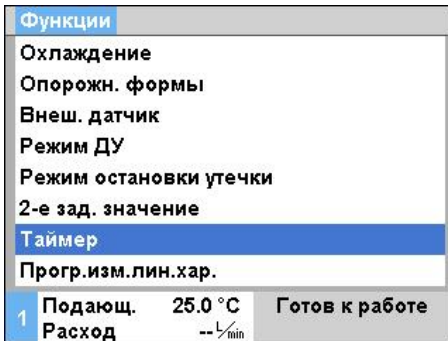 Функции
Охлаждение
Опорожн. формы
Внеш. датчик
Режим ДУ
Режим остановки утечки
2-е зад. значение
Таймер
Прогр.изм.лин.хар.
1 Подающ. 25.0 °C Готов к работе
Расход -- L/min